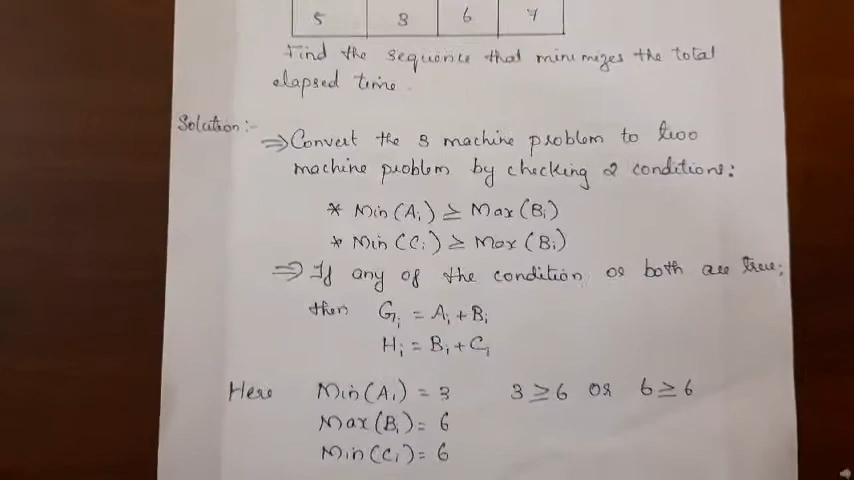 5 3 6 7
Find the sequence that minimizes the total
elapsed time.
Solution:-
⇒ Convert the 3 machine problem to two
machine problem by checking 2 conditions:
* Min(Ai) ≥ Max(Bi)
* Min(Ci) ≥ Max(Bi)
⇒ If any of the condition or both are true;
then Gi = Ai + Bi
Hi = Bi + Ci
Here Min(Ai) = 3 3 ≥ 6 or 6 ≥ 6
Max(Bi) = 6
Min(Ci) = 6